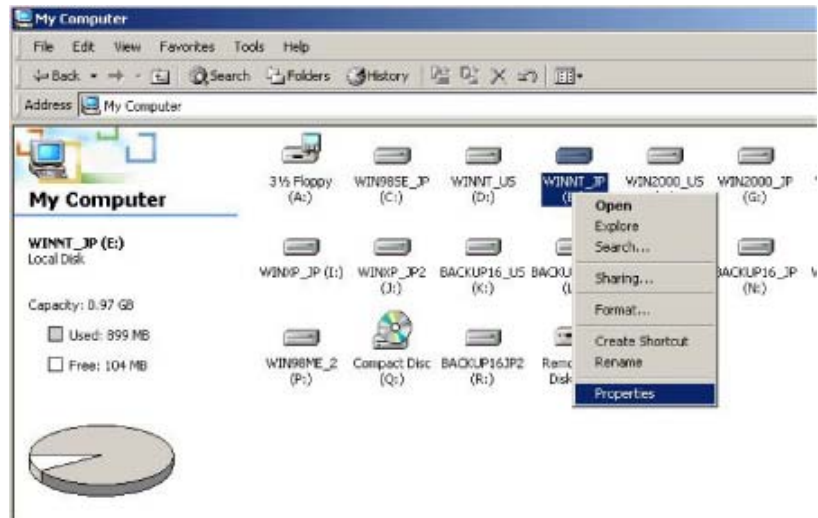 My Computer
File Edit View Favorites Tools Help
Back Search Folders History
Address My Computer
My Computer
WINNT_JP (E:)
Local Disk
Capacity: 0.97 GB
Used: 899 MB
Free: 104 MB
3½ Floppy (A:)
WIN98SE_JP (C:)
WINNT_US (D:)
WINNT_JP
WIN2000_US
WIN2000_JP (G:)
WINXP_JP (I:)
WINXP_JP2 (J:)
BACKUP16_US (K:)
BACKUP16_JP (N:)
WIN98ME_2 (P:)
Compact Disc (Q:)
BACKUP16JP2 (R:)
Open
Explore
Search...
Sharing...
Format...
Create Shortcut
Rename
Properties